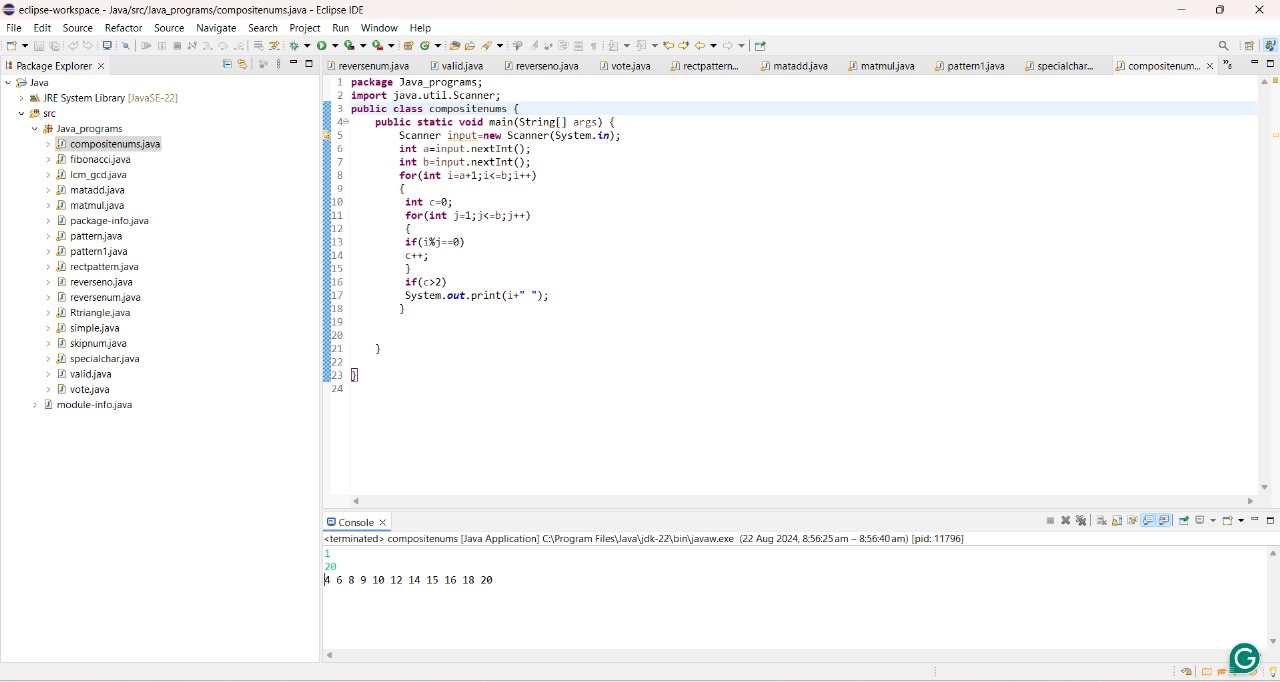 eclipse-workspace - Java/src/Java_programs/compositenums.java - Eclipse IDE
File Edit Source Refactor Source Navigate Search Project Run Window Help
Package Explorer
Java
JRE System Library [JavaSE-22]
src
Java_programs
compositenums.java
fibonacci.java
lcm_gcd.java
matadd.java
matmul.java
package-info.java
pattern.java
pattern1.java
rectpattern.java
reverseno.java
reversenum.java
Rtriangle.java
simple.java
skipnum.java
specialchar.java
valid.java
vote.java
module-info.java
reversenum.java valid.java reverseno.java vote.java rectpattern... matadd.java matmul.java pattern1.java specialchar... compositenum... »6
1 package Java_programs;
2 import java.util.Scanner;
3 public class compositenums {
4 public static void main(String[] args) {
5 Scanner input=new Scanner(System.in);
6 int a=input.nextInt();
7 int b=input.nextInt();
8 for(int i=a+1;i<=b;i++)
9 {
10 int c=0;
11 for(int j=1;j<=b;j++)
12 {
13 if(i%j==0)
14 c++;
15 }
16 if(c>2)
17 System.out.print(i+" ");
18 }
19
20
21 }
22
23 }
24
Console
<terminated> compositenums [Java Application] C:\Program Files\Java\jdk-22\bin\javaw.exe (22 Aug 2024, 8:56:25 am – 8:56:40 am) [pid: 11796]
1
20
4 6 8 9 10 12 14 15 16 18 20